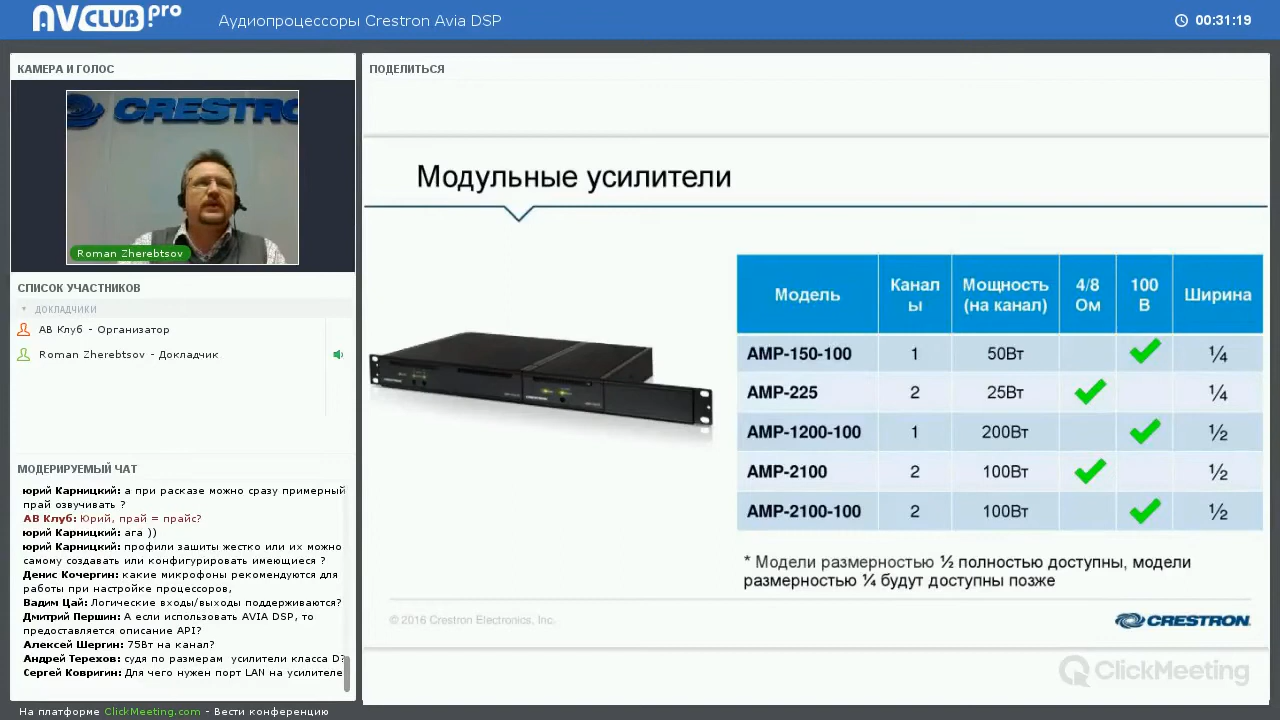 AVCLUB.pro
Аудиопроцессоры Crestron Avia DSP
00:31:19
КАМЕРА И ГОЛОС
CRESTRO
Roman Zherebtsov
СПИСОК УЧАСТНИКОВ
ДОКЛАДЧИКИ
АВ Клуб - Организатор
Roman Zherebtsov - Докладчик
МОДЕРИРУЕМЫЙ ЧАТ
юрий Карницкий: а при расказе можно сразу примерный
прай озвучивать ?
АВ Клуб: Юрий, прай = прайс?
юрий Карницкий: ага ))
юрий Карницкий: профили зашиты жестко или их можно
самому создавать или конфигурировать имеющиеся ?
Денис Кочергин: какие микрофоны рекомендуются для
работы при настройке процессоров,
Вадим Цай: Логические входы/выходы поддерживаются?
Дмитрий Першин: А если использовать AVIA DSP, то
предоставляется описание API?
Алексей Шергин: 75Вт на канал?
Андрей Терехов: судя по размерам усилители класса D?
Сергей Ковригин: Для чего нужен порт LAN на усилителе
На платформе ClickMeeting.com - Вести конференцию
ПОДЕЛИТЬСЯ
Модульные усилители
Модель
Канал
ы
Мощность
(на канал)
4/8
Ом
100
В
Ширина
AMP-150-100 1 50Вт ✔ ¼
AMP-225 2 25Вт ✔ ¼
AMP-1200-100 1 200Вт ✔ ½
AMP-2100 2 100Вт ✔ ½
AMP-2100-100 2 100Вт ✔ ½
* Модели размерностью ½ полностью доступны, модели
размерностью ¼ будут доступны позже
© 2016 Crestron Electronics, Inc.
CRESTRON
ClickMeeting